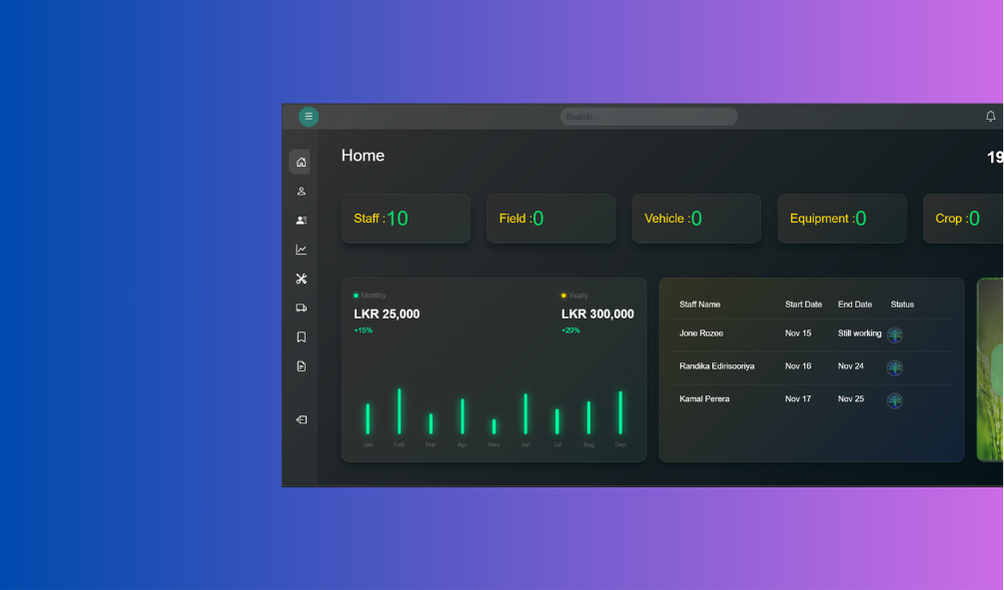 Search...
Home
19
Staff :10
Field :0
Vehicle :0
Equipment :0
Crop :0
Monthly
Yearly
LKR 25,000
LKR 300,000
+15%
+20%
Jan Feb Mar Apr May Jun Jul Aug Sep
Staff Name Start Date End Date Status
Jone Rozee Nov 15 Still working
Randika Edirisooriya Nov 16 Nov 24
Kamal Perera Nov 17 Nov 25